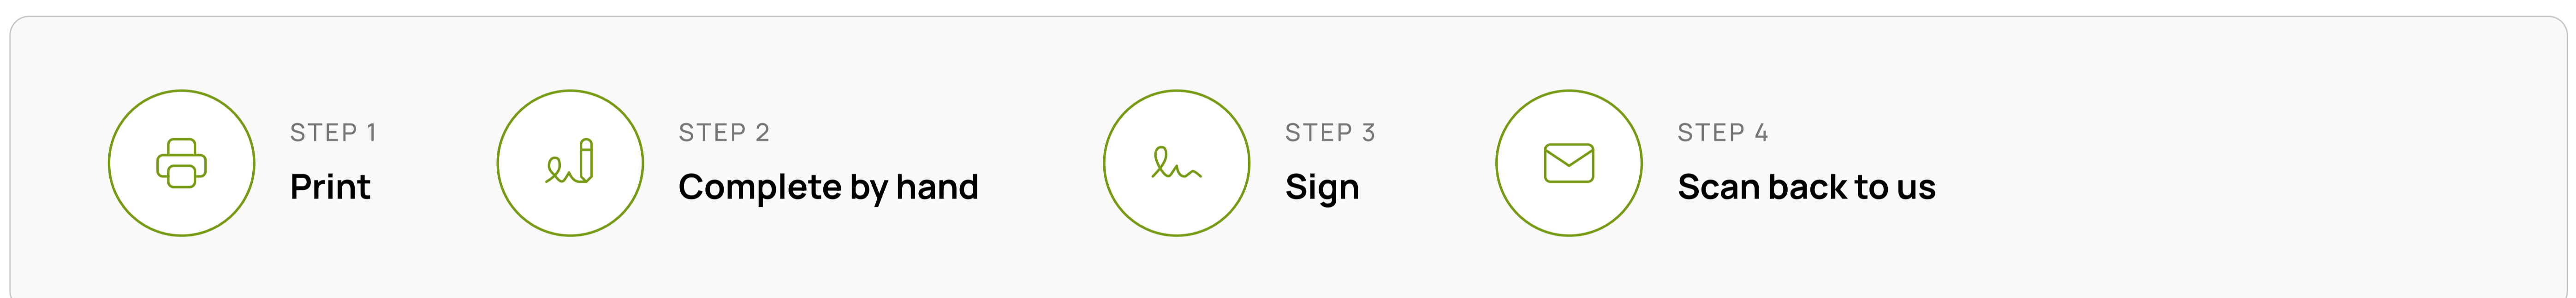 STEP 1
Print
STEP 2
Complete by hand
STEP 3
Sign
STEP 4
Scan back to us